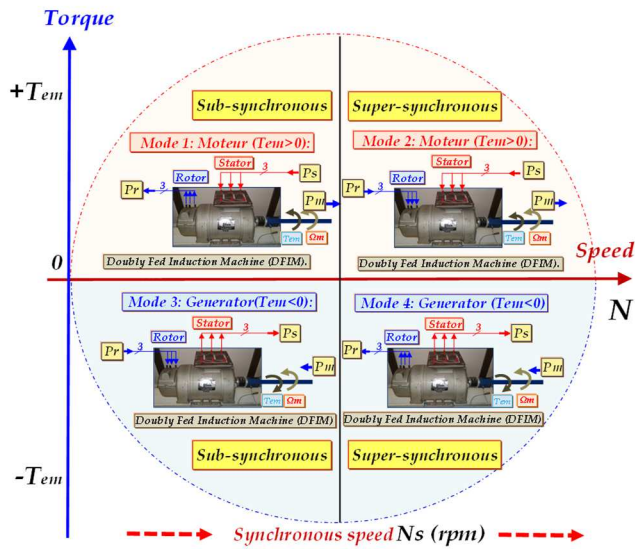 Torque
+Tem
Sub-synchronous
Super-synchronous
Mode 1: Moteur (Tem>0):
Mode 2: Moteur (Tem>0):
Stator
3
Ps
Rotor
Pr
3
Pm
Tem
Ωm
Doubly Fed Induction Machine (DFIM).
Stator
3
Ps
Rotor
Pr
3
Pm
Tem
Ωm
Doubly Fed Induction Machine (DFIM).
0
Speed
N
Mode 3: Generator(Tem<0):
Mode 4: Generator (Tem<0)
Stator
3
Ps
Rotor
Pr
3
Pm
Tem
Ωm
Doubly Fed Induction Machine (DFIM)
Stator
3
Ps
Rotor
Pr
3
Pm
Tem
Ωm
Doubly Fed Induction Machine (DFIM)
Sub-synchronous
Super-synchronous
-Tem
Synchronous speed Ns (rpm)